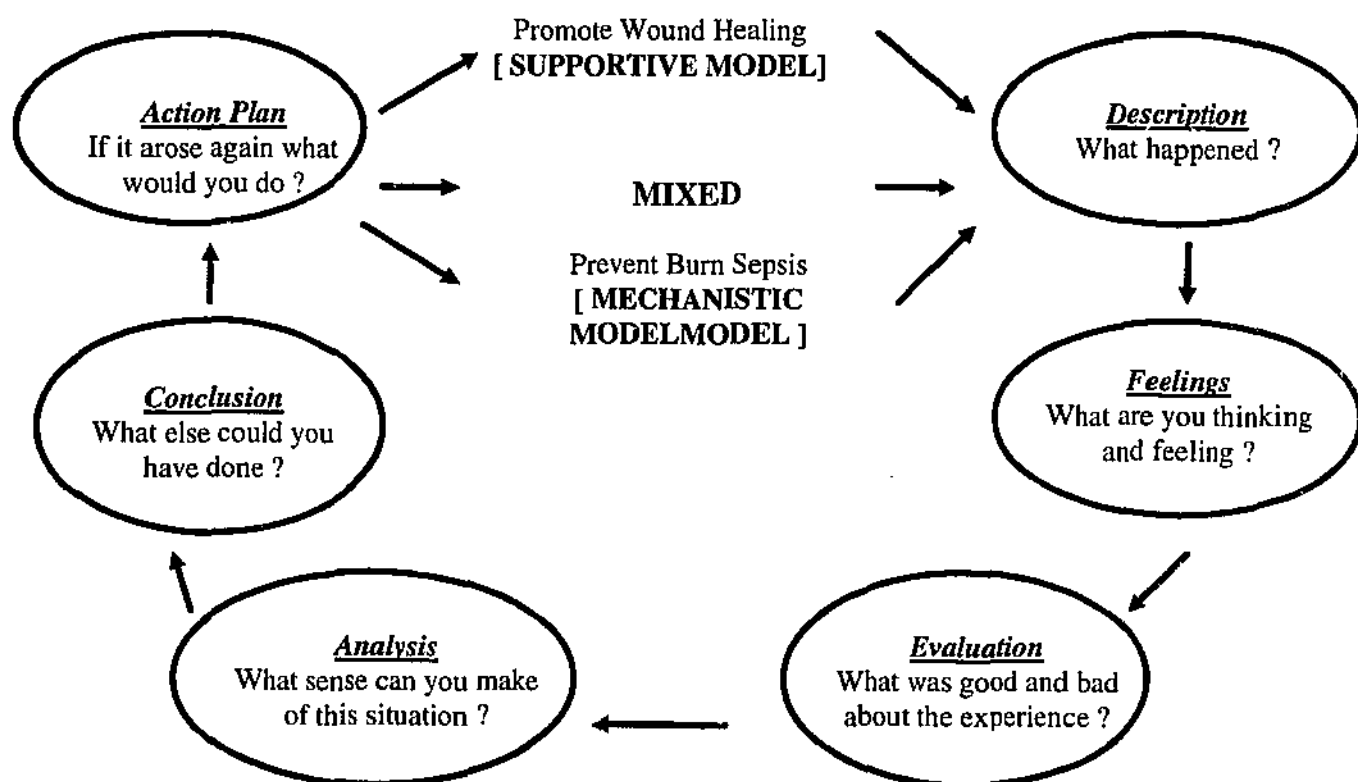 Promote Wound Healing
[ SUPPORTIVE MODEL]
Action Plan
If it arose again what
would you do ?
Description
What happened ?
MIXED
Prevent Burn Sepsis
[ MECHANISTIC
MODELMODEL ]
Conclusion
What else could you
have done ?
Feelings
What are you thinking
and feeling ?
Analysis
What sense can you make
of this situation ?
Evaluation
What was good and bad
about the experience ?